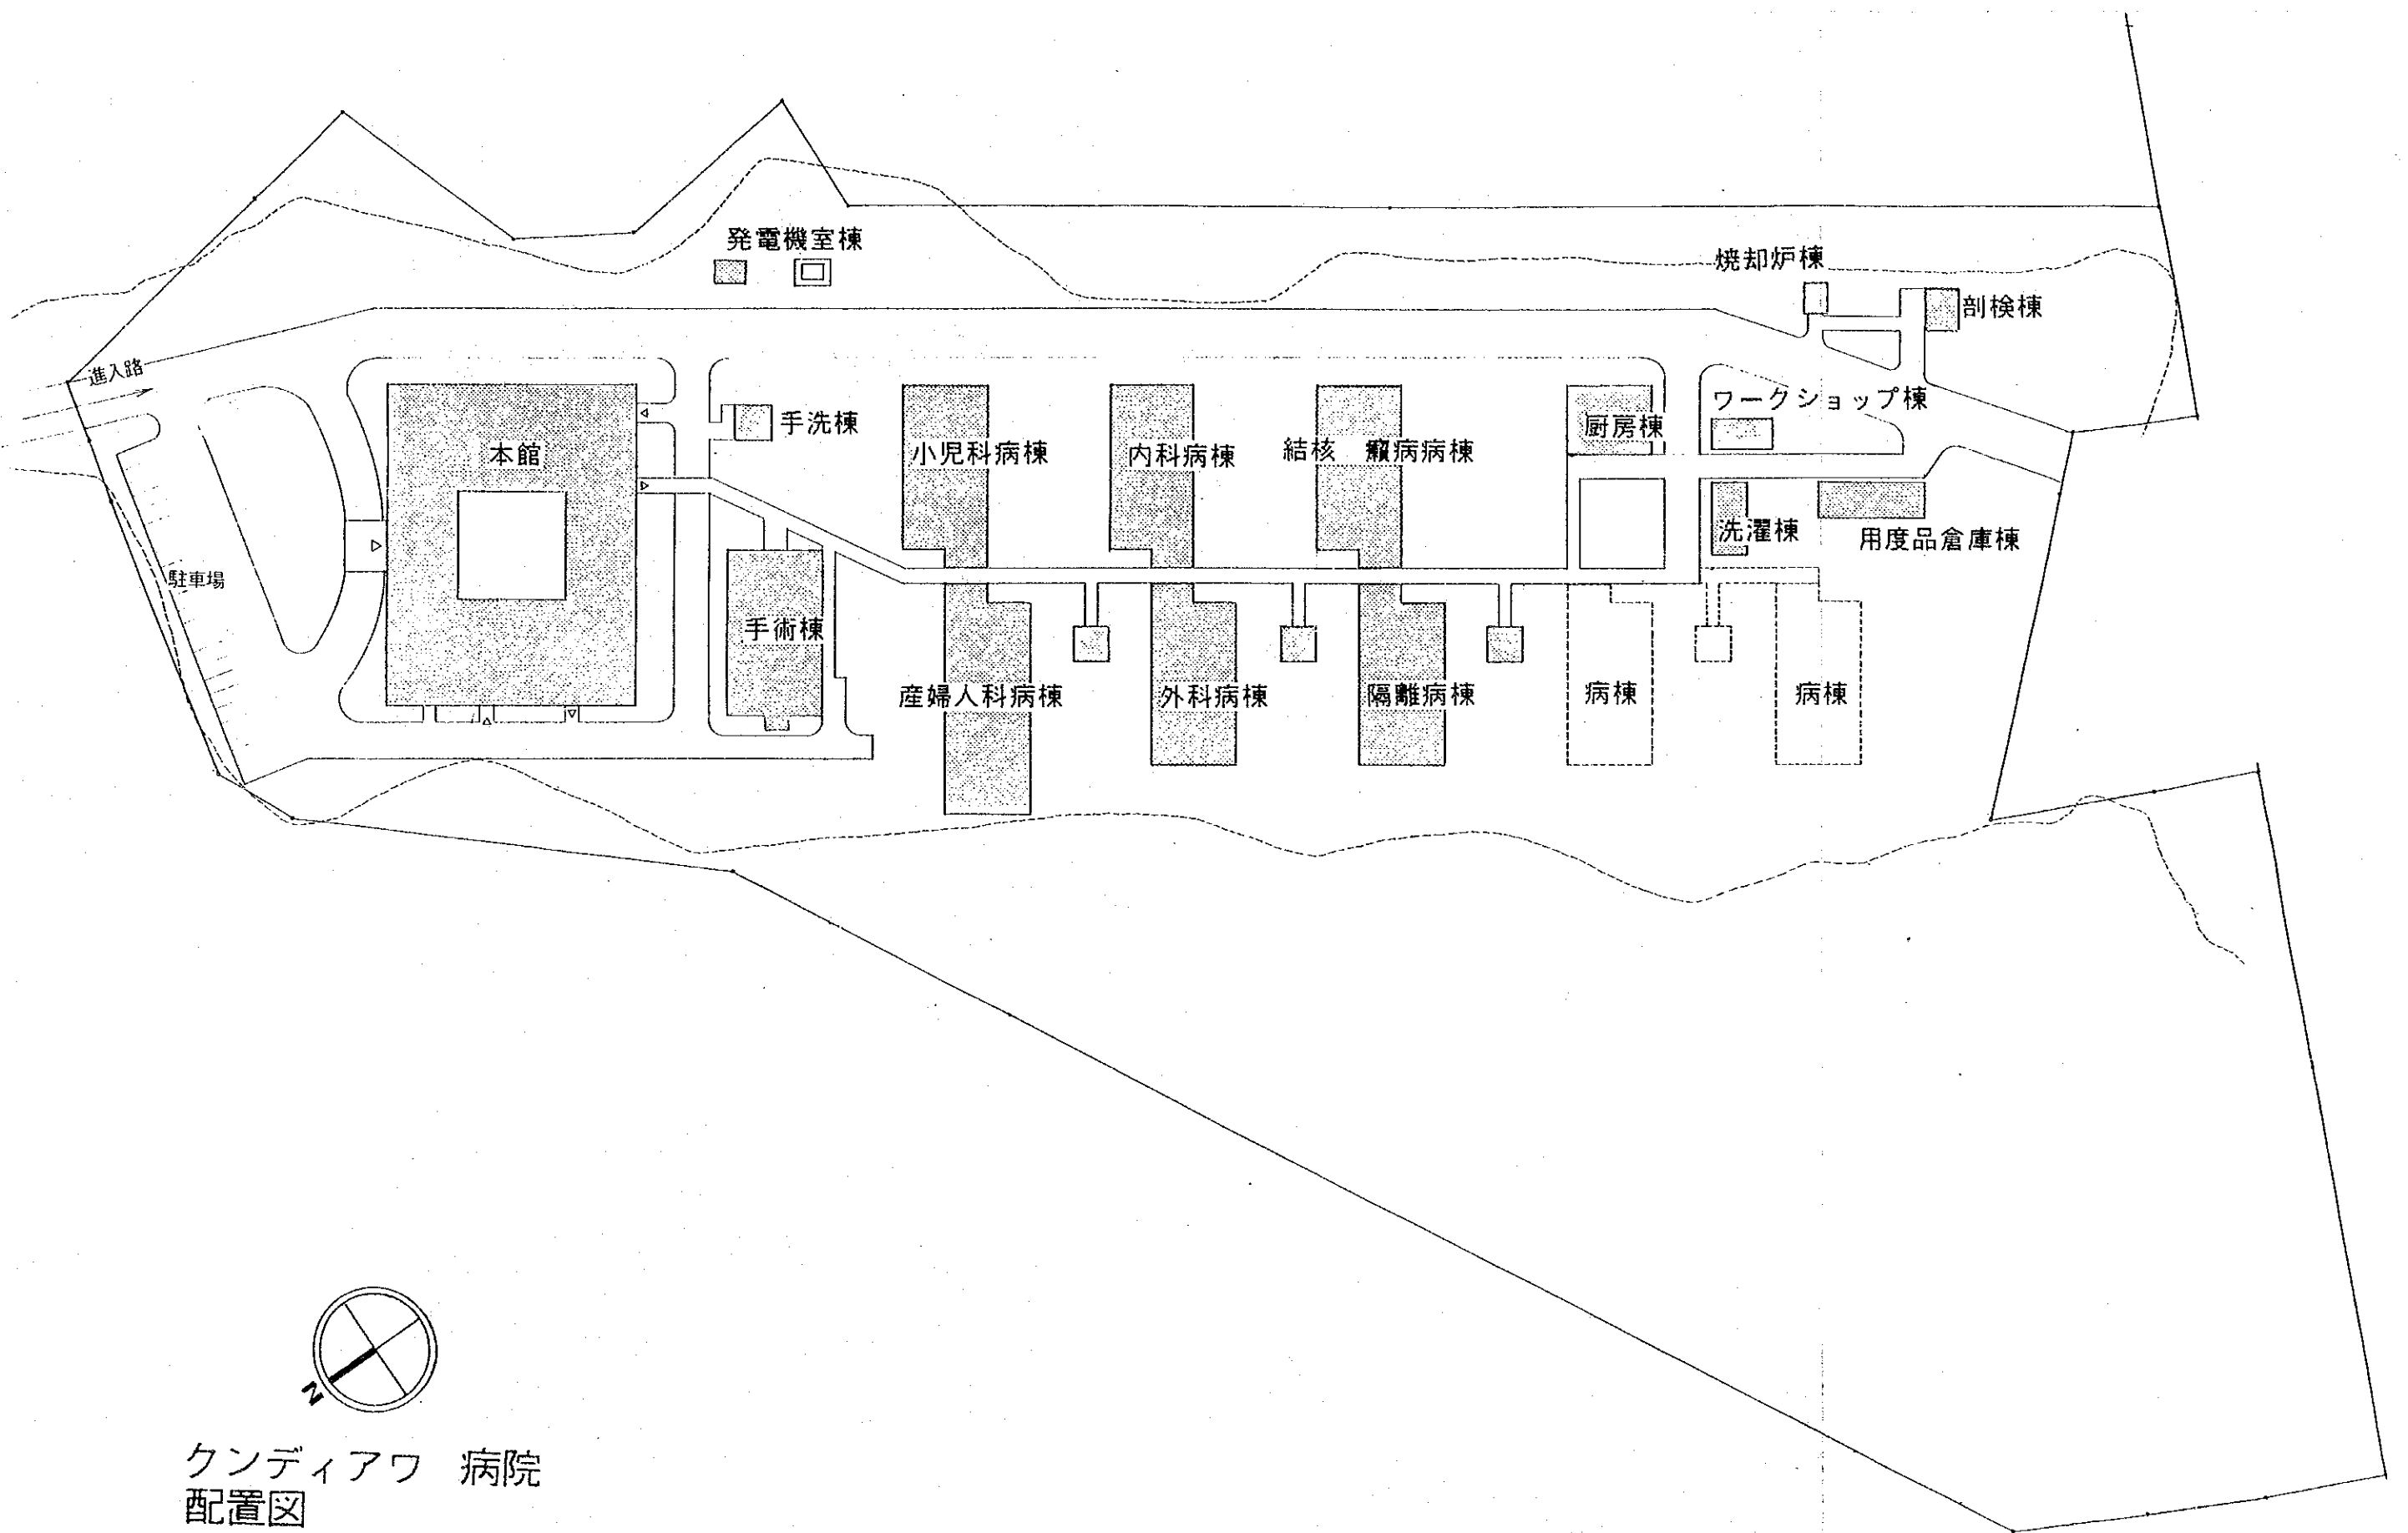 発電機室棟
焼却炉棟
剖検棟
進入路
ワークショップ棟
手洗棟
厨房棟
本館
小児科病棟
内科病棟
結核 癩病病棟
洗濯棟
用度品倉庫棟
駐車場
手術棟
産婦人科病棟
外科病棟
隔離病棟
病棟
病棟
N
クンディアワ 病院
配置図